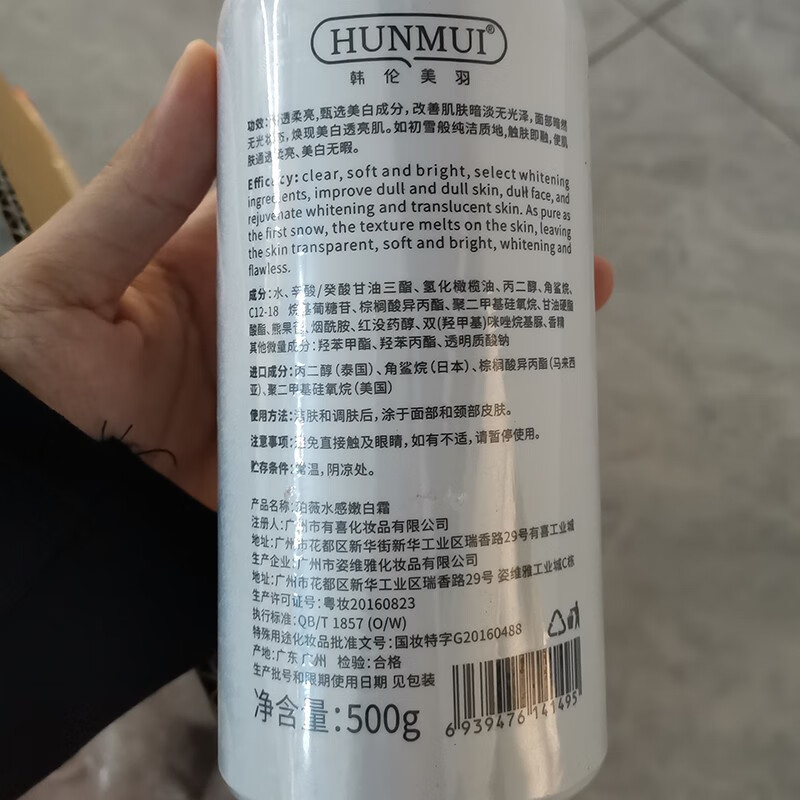 HUNMUI®
韩伦美羽
功效: 透柔亮,甄选美白成分,改善肌肤暗淡无光泽,面部暗然
无光 ,焕现美白透亮肌。如初雪般纯洁质地,触肤即融,使肌
肤通透柔亮、美白无暇。
Efficacy: clear, soft and bright, select whitening
ingredients, improve dull and dull skin, dull face, and
rejuvenate whitening and translucent skin. As pure as
the first snow, the texture melts on the skin, leaving
the skin transparent, soft and bright, whitening and
flawless.
成分:水、辛酸/癸酸甘油三酯、氢化橄榄油、丙二醇、角鲨烷、
C12-18 烷基葡糖苷、棕榈酸异丙酯、聚二甲基硅氧烷、甘油硬脂
酸酯、熊果苷、烟酰胺、红没药醇、双(羟甲基)咪唑烷基脲、香精
其他微量成分:羟苯甲酯、羟苯丙酯、透明质酸钠
进口成分:丙二醇(泰国)、角鲨烷(日本)、棕榈酸异丙酯(马来西
亚)、聚二甲基硅氧烷(美国)
使用方法:洁肤和调肤后，涂于面部和颈部皮肤。
注意事项:避免直接触及眼睛，如有不适，请暂停使用。
贮存条件:常温，阴凉处。
产品名称:珀薇水感嫩白霜
注册人:广州市有喜化妆品有限公司
地址:广州市花都区新华街新华工业区瑞香路29号有喜工业城
生产企业:广州市姿维雅化妆品有限公司
地址:广州市花都区新华工业区瑞香路29号 姿维雅工业城C栋
生产许可证号:粤妆20160823
执行标准:QB/T 1857 (O/W)
特殊用途化妆品批准文号:国妆特字G20160488
产地:广东 广州 检验:合格
生产批号和限期使用日期 见包装
净含量:500g
6 939476 141495